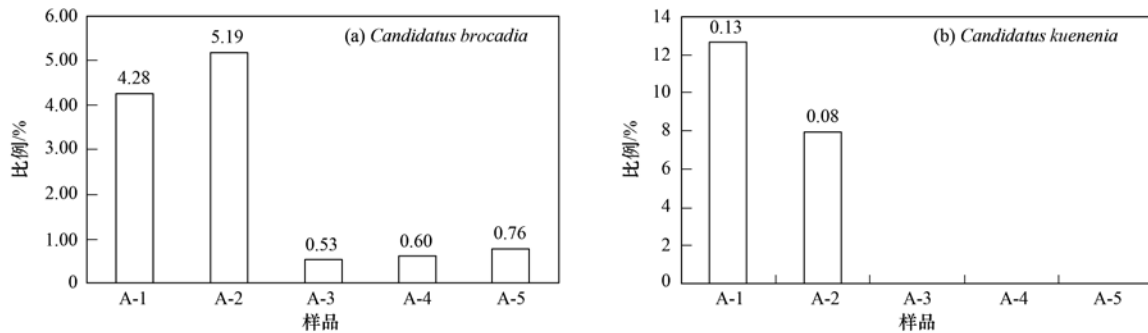 (a) Candidatus brocadia
比例/%
6.00
5.00
4.00
3.00
2.00
1.00
0
4.28
5.19
0.53
0.60
0.76
A-1 A-2 A-3 A-4 A-5
样品
(b) Candidatus kuenenia
比例/%
14
12
10
8
6
4
2
0
0.13
0.08
A-1 A-2 A-3 A-4 A-5
样品